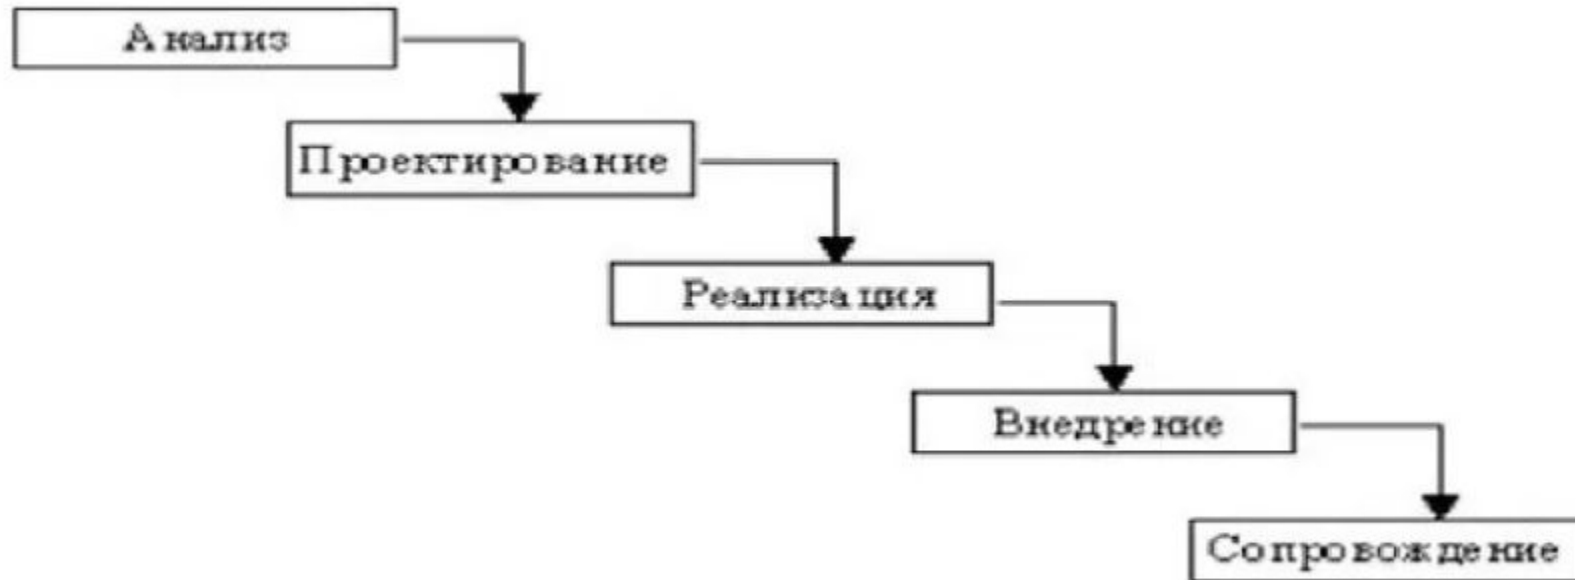 Анализ
Проектирование
Реализация
Внедрение
Сопровождение